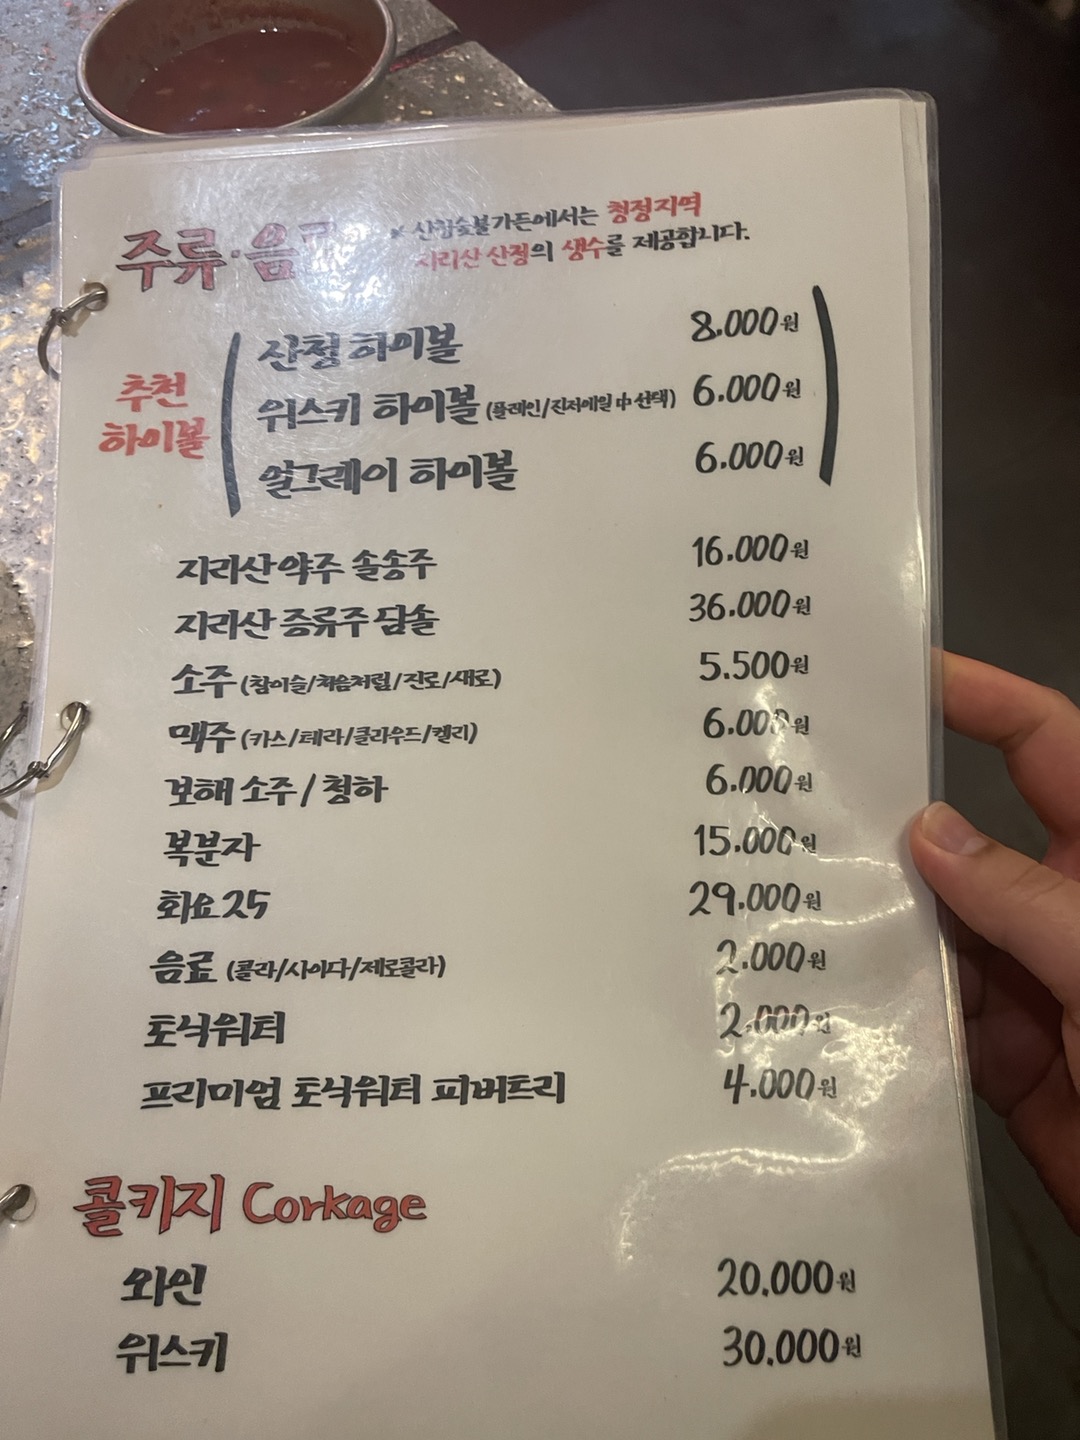 주류·음료
* 산청숯불가든에서는 청정지역
지리산 산청의 생수를 제공합니다.
추천
하이볼
산청 하이볼 8.000원
위스키 하이볼 (플레인/진저에일 中 선택) 6.000원
얼그레이 하이볼 6.000원
지리산 약주 솔송주 16.000원
지리산 증류주 담솔 36.000원
소주 (참이슬/처음처럼/진로/새로) 5.500원
맥주 (카스/테라/클라우드/켈리) 6.000원
보해 소주 / 청하 6.000원
복분자 15.000원
화요 25 29.000원
음료 (콜라/사이다/제로콜라) 2.000원
토닉워터 2.000원
프리미엄 토닉워터 피버트리 4.000원
콜키지 Corkage
와인 20.000원
위스키 30.000원